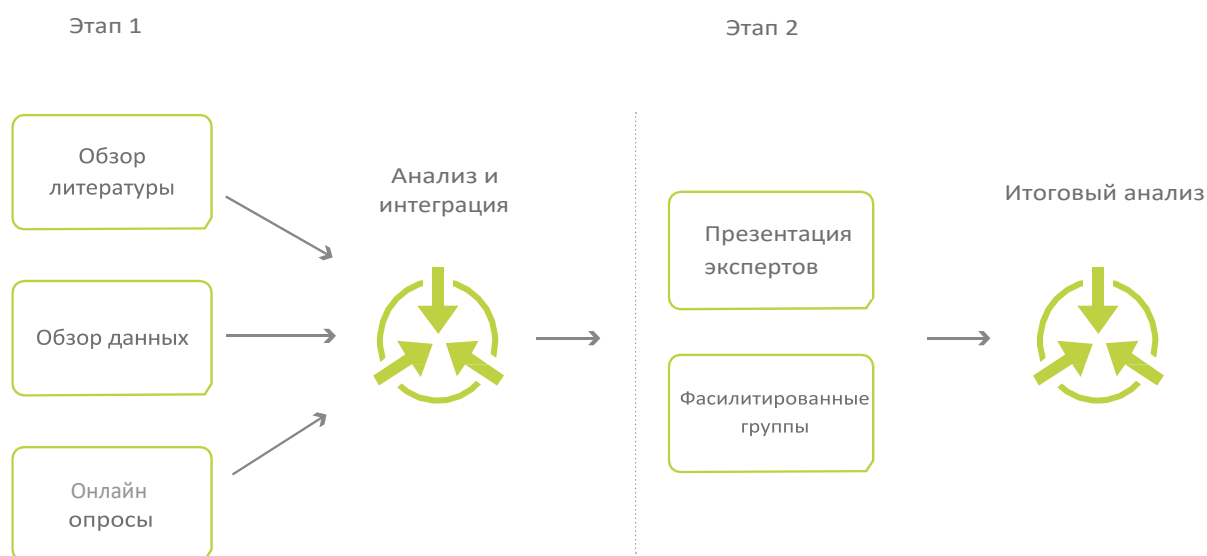 Этап 1
Обзор
литературы
Обзор данных
Онлайн
опросы
Анализ и
интеграция
Этап 2
Презентация
экспертов
Фасилитированные
группы
Итоговый анализ